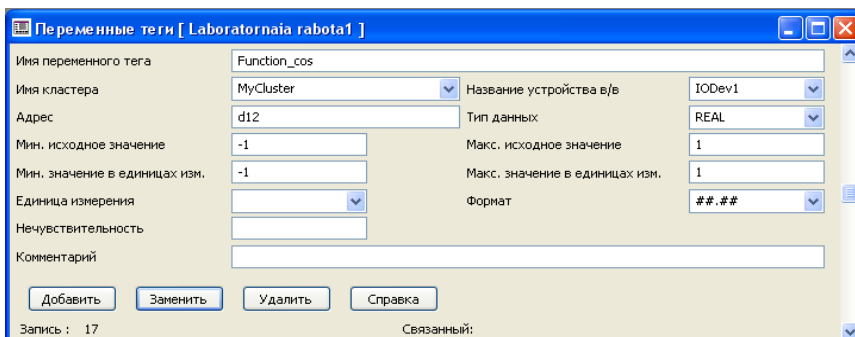 Переменные теги [ Laboratornaia rabota1 ]
Имя переменного тега Function_cos
Имя кластера MyCluster Название устройства в/в IODev1
Адрес d12 Тип данных REAL
Мин. исходное значение -1 Макс. исходное значение 1
Мин. значение в единицах изм. -1 Макс. значение в единицах изм. 1
Единица измерения Формат ##.##
Нечувствительность
Комментарий
Добавить Заменить Удалить Справка
Запись : 17 Связанный: